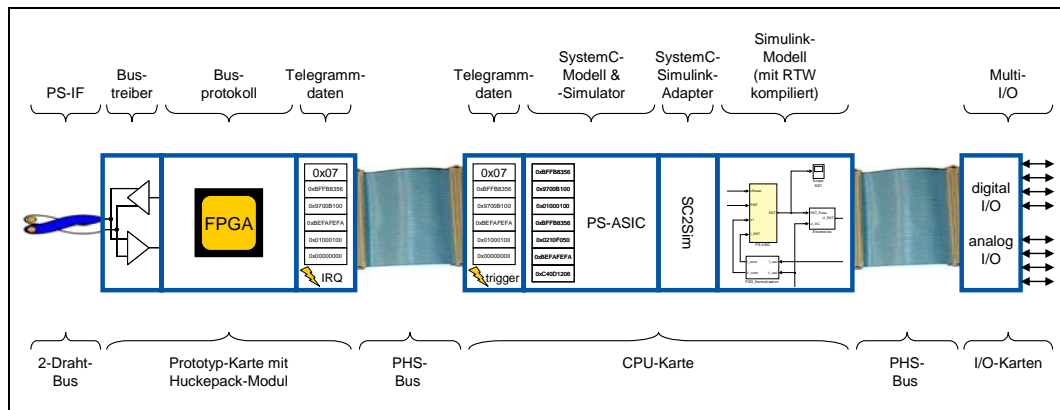 PS-IF
Bus-
treiber
Bus-
protokoll
Telegramm-
daten
Telegramm-
daten
SystemC-
Modell &
-Simulator
SystemC-
Simulink-
Adapter
Simulink-
Modell
(mit RTW
kompiliert)
Multi-
I/O
FPGA
0x07
0xBFFB8356
0x9700B100
0xBEFAFEFA
0x01000100
0x00000000
IRQ
0x07
0xBFFB8356
0x9700B100
0xBEFAFEFA
0x01000100
0x00000000
trigger
0xBFFB8356
0x9700B100
0x01000100
0xBFFB8356
0x0210F050
0xBEFAFEFA
0xC40D1206
PS-ASIC
SC2Sim
RST
PS-ASIC
digital
I/O
analog
I/O
2-Draht-
Bus
Prototyp-Karte mit
Huckepack-Modul
PHS-
Bus
CPU-Karte
PHS-
Bus
I/O-Karten